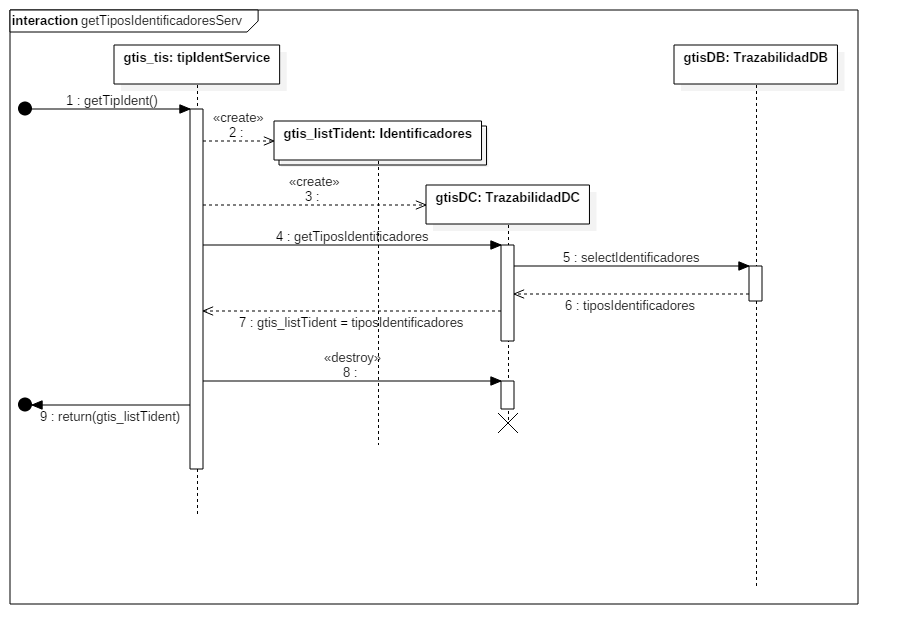 interaction getTiposIdentificadoresServ
gtis_tis: tipIdentService
gtisDB: TrazabilidadDB
1 : getTipIdent()
«create»
2 :
gtis_listTident: Identificadores
«create»
3 :
gtisDC: TrazabilidadDC
4 : getTiposIdentificadores
5 : selectIdentificadores
6 : tiposIdentificadores
7 : gtis_listTident = tiposIdentificadores
«destroy»
8 :
9 : return(gtis_listTident)